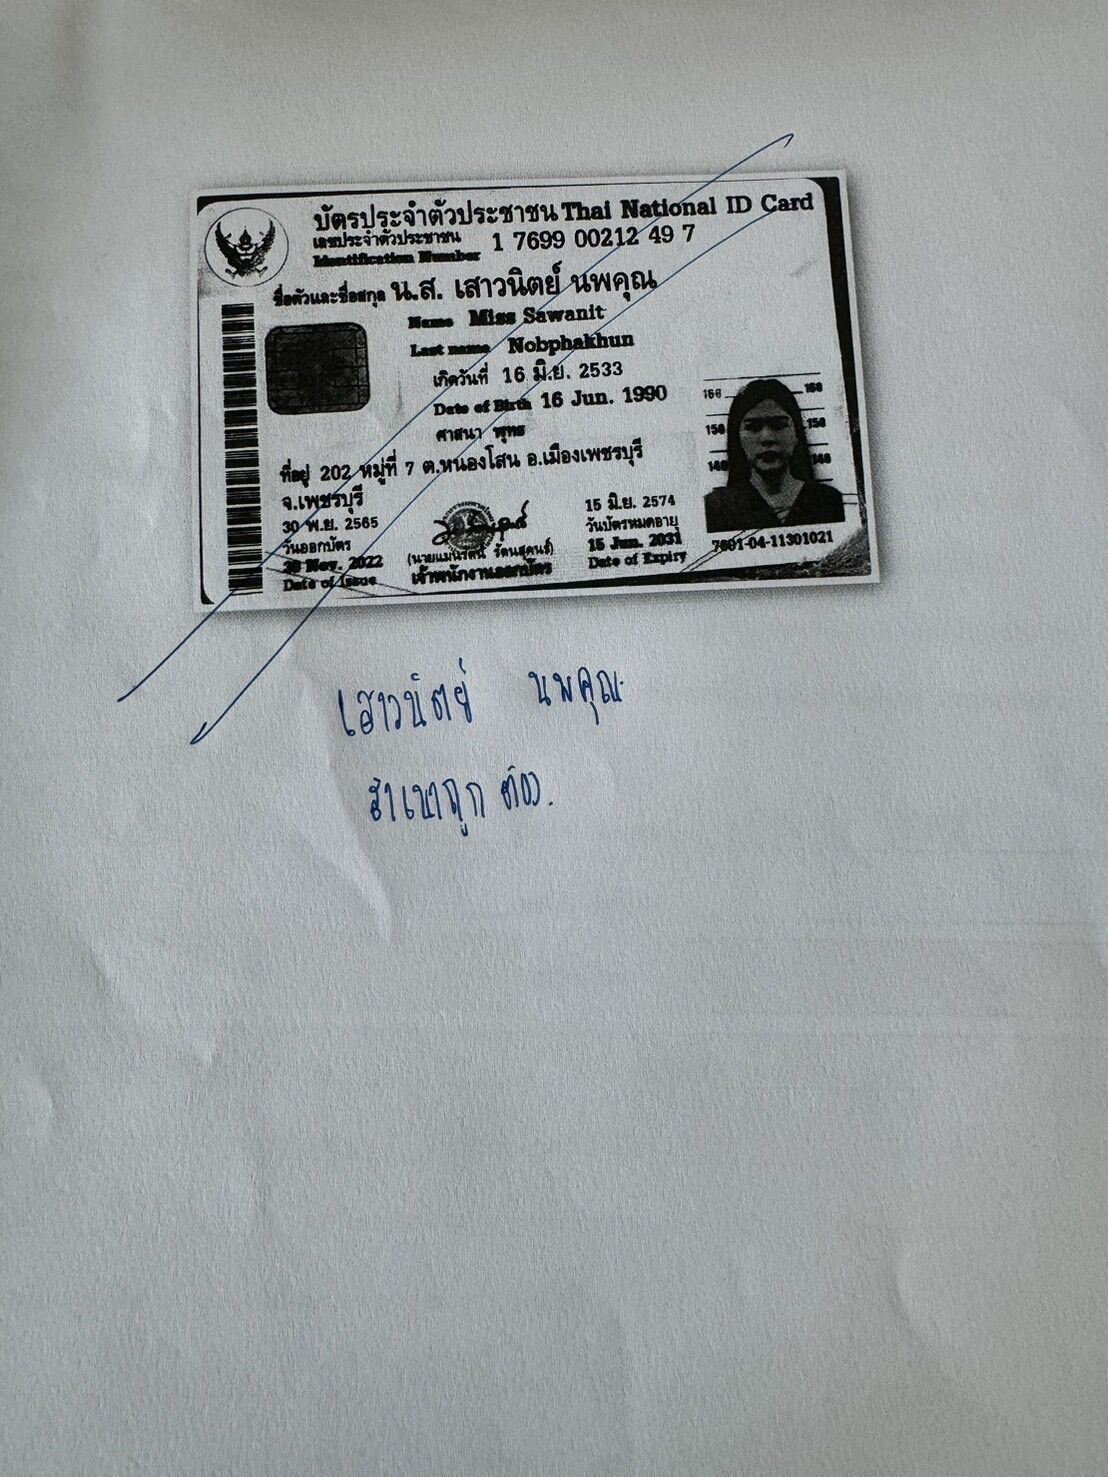 บัตรประจำตัวประชาชน Thai National ID Card
เลขประจำตัวประชาชน 1 7699 00212 49 7
Identification Number
ชื่อตัวและชื่อสกุล น.ส. เสาวนิตย์ นพคุณ
Name Miss Sawanit
Last name Nobphakhun
เกิดวันที่ 16 มิ.ย. 2533
Date of Birth 16 Jun. 1990
ศาสนา พุทธ
ที่อยู่ 202 หมู่ที่ 7 ต.หนองโสน อ.เมืองเพชรบุรี
จ.เพชรบุรี
30 พ.ย. 2565
วันออกบัตร
Nov. 2022
Date of Issue
เจ้าพนักงานออกบัตร
15 มิ.ย. 2574
วันบัตรหมดอายุ
15 Jun. 2031
Date of Expiry
160 160
150 150
140 140
7601-04-11301021
เสาวนิตย์ นพคุณ
สำเนาถูกต้อง.